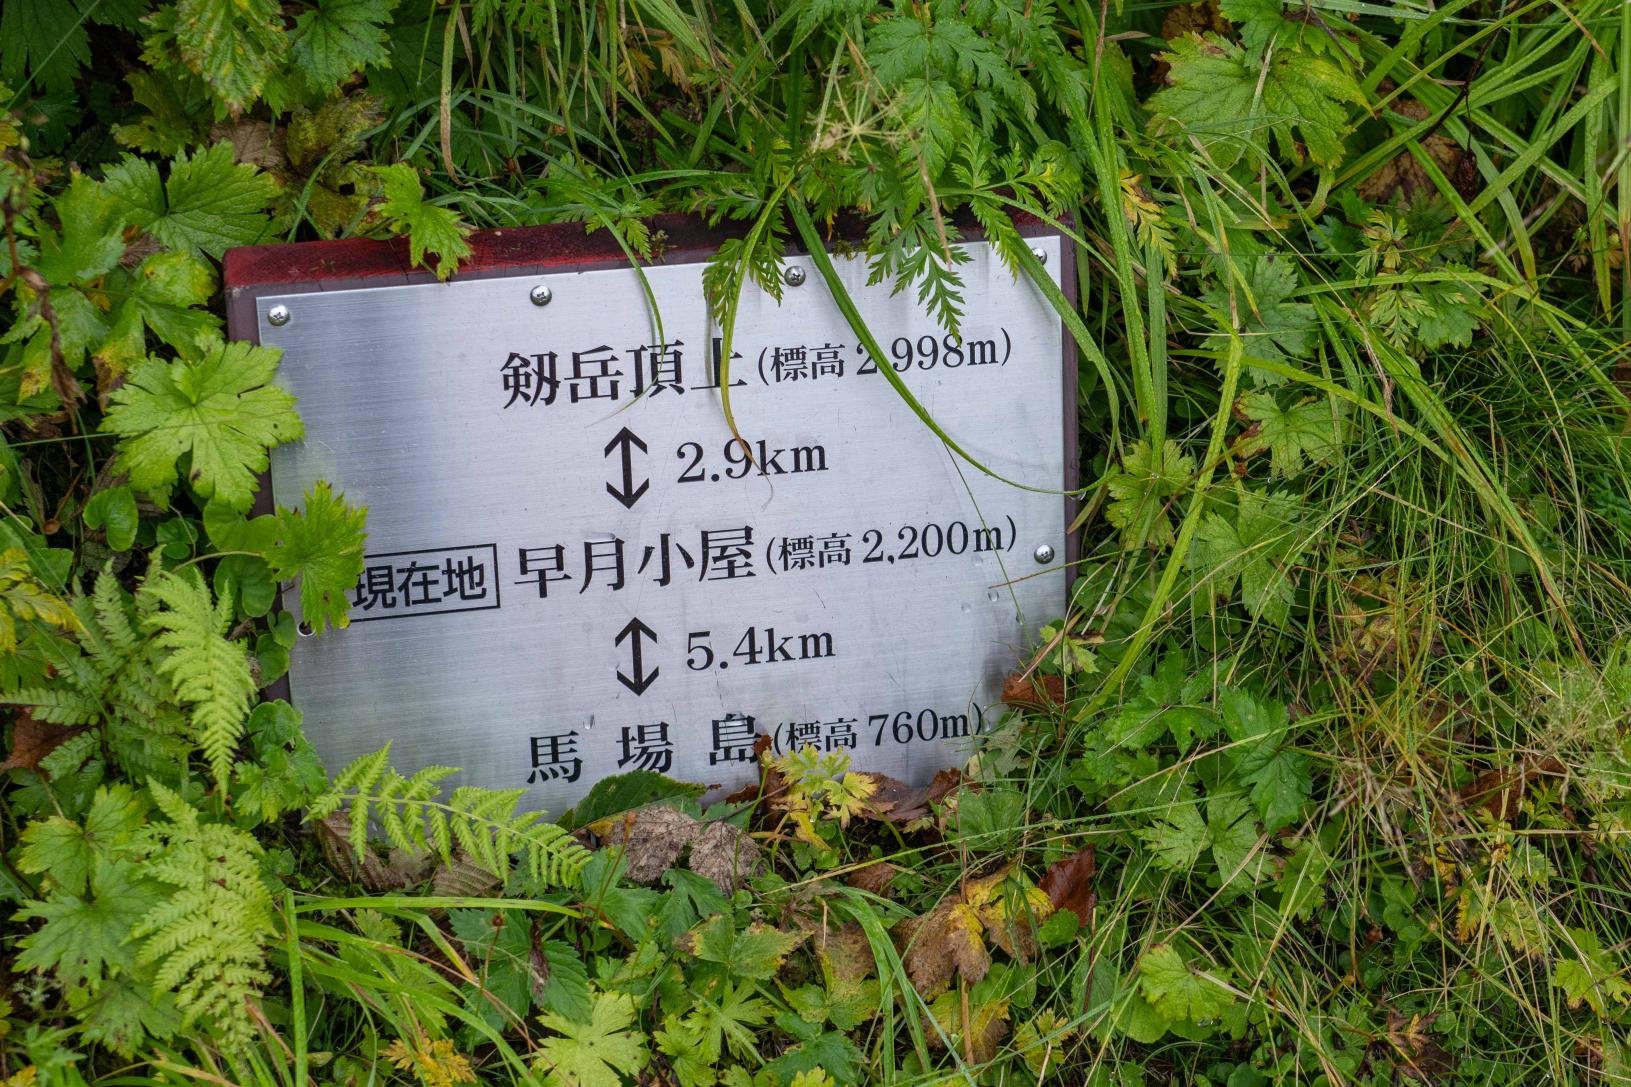 剱岳頂上(標高2,998m)
↕ 2.9km
現在地 早月小屋(標高2,200m)
↕ 5.4km
馬場島(標高760m)